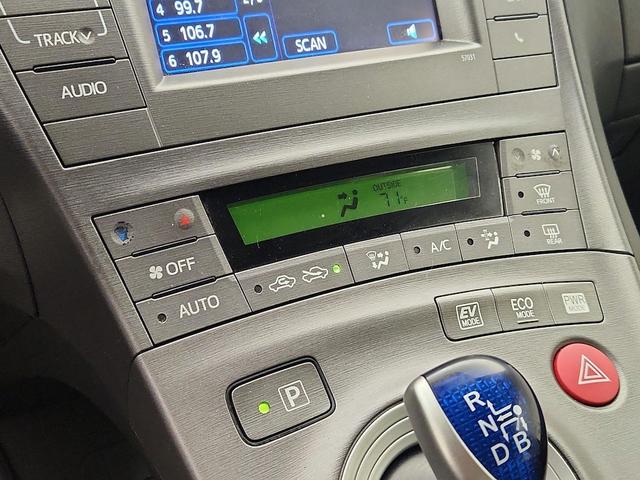 4 99.7
5 106.7
6 107.9
SCAN
TRACK
AUDIO
57031
OUTSIDE
71°F
FRONT
OFF
A/C
REAR
AUTO
EV
MODE
ECO
MODE
PWR
MODE
P
R
N
D B